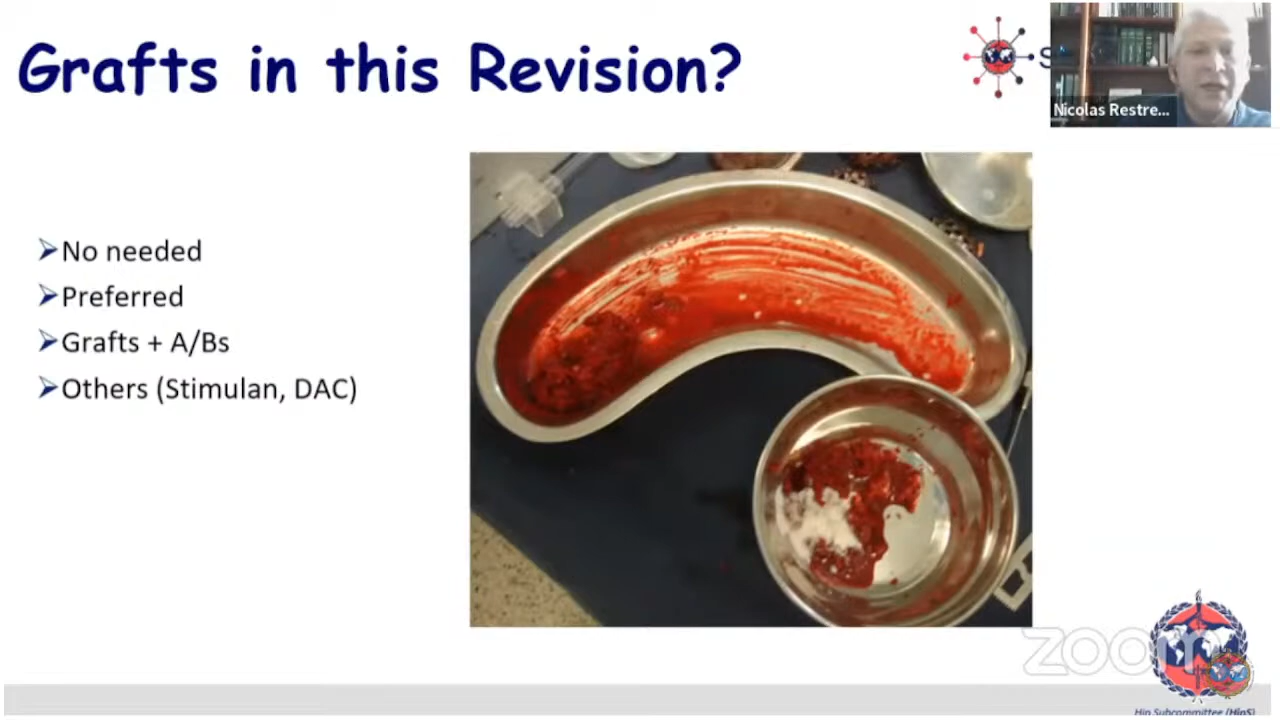 Grafts in this Revision?
S
Nicolas Restre...
➢No needed
➢Preferred
➢Grafts + A/Bs
➢Others (Stimulan, DAC)
zoom
Hip Subcommittee (HipS)